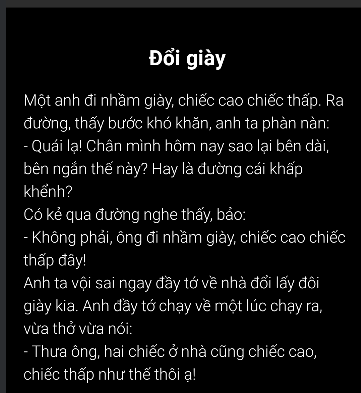 Đổi giày
Một anh đi nhầm giày, chiếc cao chiếc thấp. Ra
đường, thấy bước khó khăn, anh ta phàn nàn:
- Quái lạ! Chân mình hôm nay sao lại bên dài,
bên ngắn thế này? Hay là đường cái khấp
khểnh?
Có kẻ qua đường nghe thấy, bảo:
- Không phải, ông đi nhầm giày, chiếc cao chiếc
thấp đấy!
Anh ta vội sai ngay đầy tớ về nhà đổi lấy đôi
giày kia. Anh đầy tớ chạy về một lúc chạy ra,
vừa thở vừa nói:
- Thưa ông, hai chiếc ở nhà cũng chiếc cao,
chiếc thấp như thế thôi ạ!